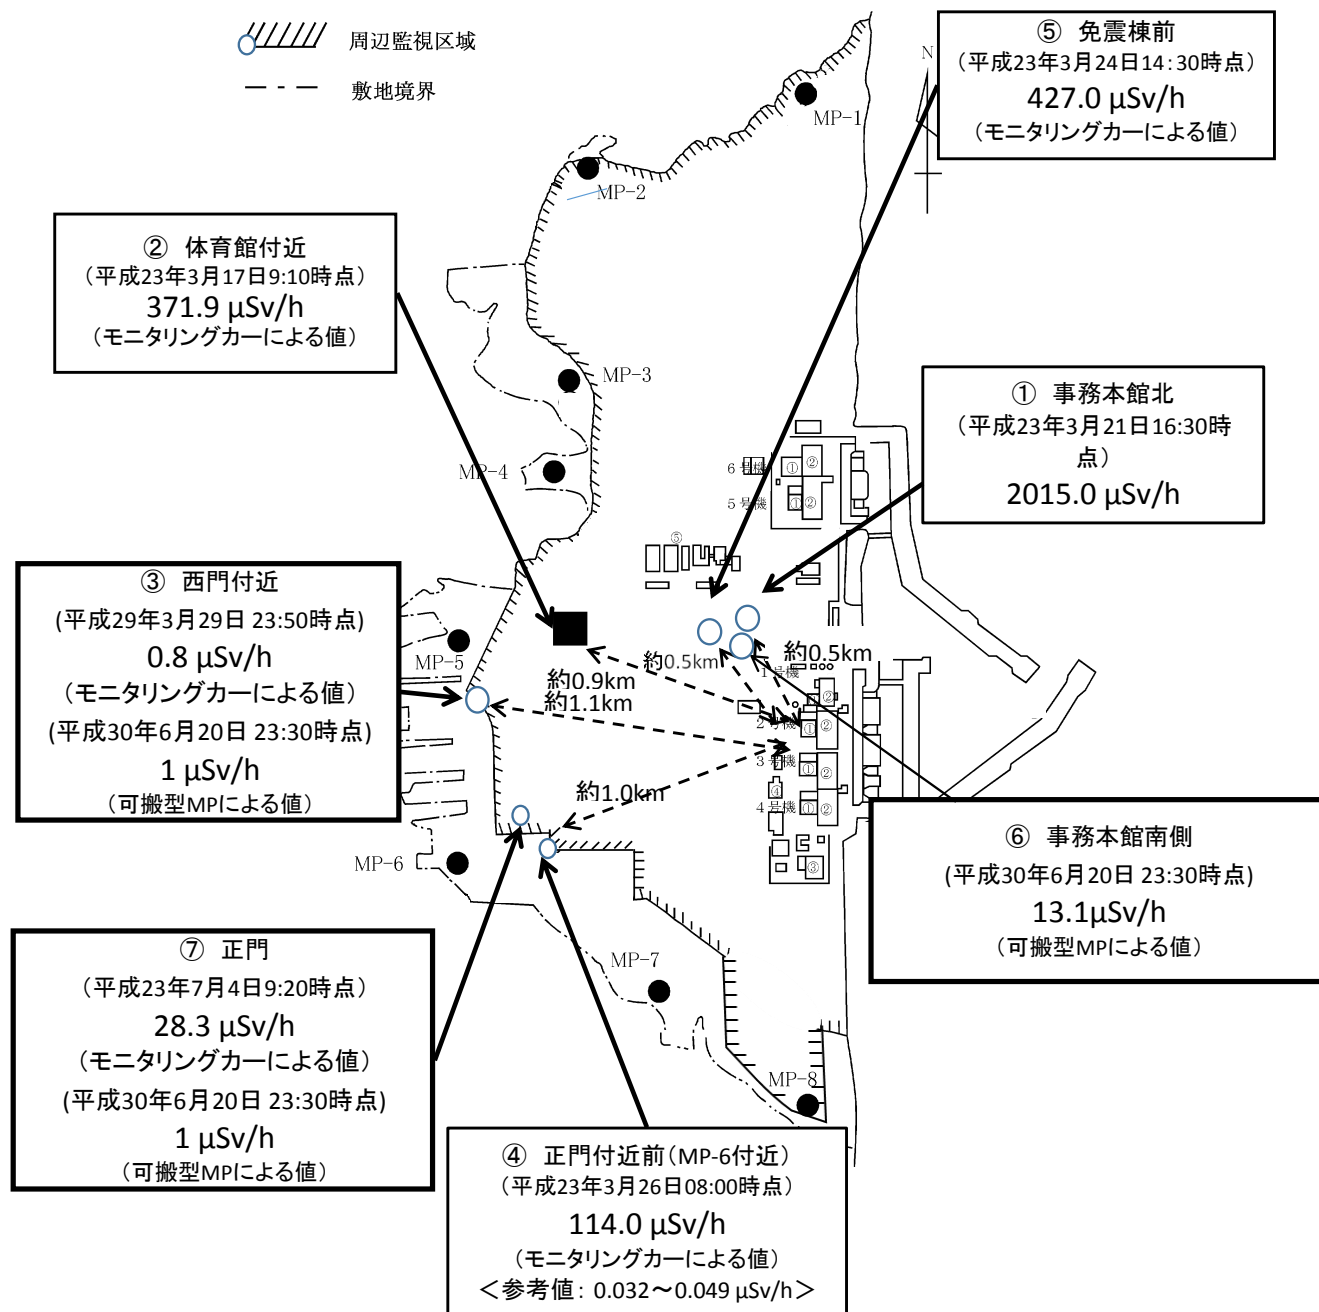 周辺監視区域
敷地境界
⑤ 免震棟前
（平成23年3月24日14:30時点）
427.0 μSv/h
（モニタリングカーによる値）
N
MP-1
MP-2
② 体育館付近
（平成23年3月17日9:10時点）
371.9 μSv/h
（モニタリングカーによる値）
MP-3
① 事務本館北
（平成23年3月21日16:30時
点）
2015.0 μSv/h
MP-4
6号機
①
②
5号機
①
②
⑤
③ 西門付近
(平成29年3月29日 23:50時点)
0.8 μSv/h
（モニタリングカーによる値）
(平成30年6月20日 23:30時点)
1 μSv/h
（可搬型MPによる値）
MP-5
約0.5km
約0.5km
約0.9km
約1.1km
1号機
②
2号機
①
②
3号機
①
②
④
4号機
①
②
③
約1.0km
MP-6
⑥ 事務本館南側
(平成30年6月20日 23:30時点)
13.1μSv/h
（可搬型MPによる値）
⑦ 正門
（平成23年7月4日9:20時点）
28.3 μSv/h
（モニタリングカーによる値）
(平成30年6月20日 23:30時点)
1 μSv/h
（可搬型MPによる値）
MP-7
MP-8
④ 正門付近前（MP-6付近）
（平成23年3月26日08:00時点）
114.0 μSv/h
（モニタリングカーによる値）
＜参考値： 0.032～0.049 μSv/h＞